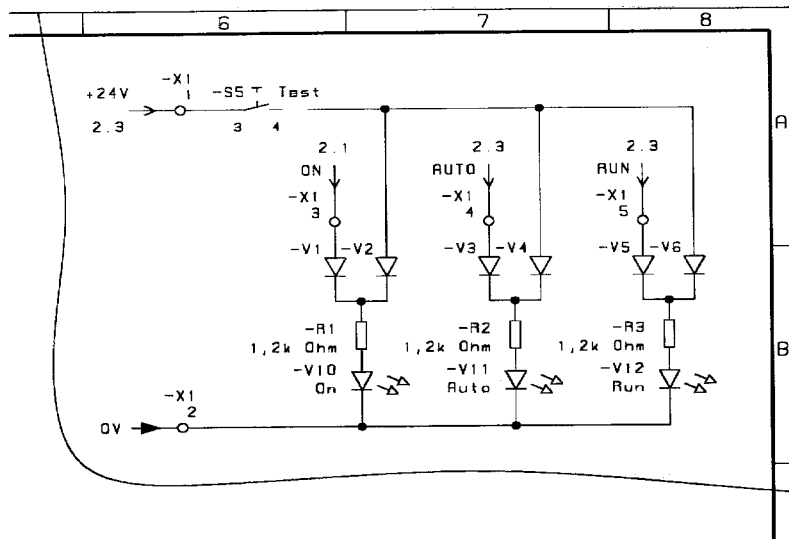 6 7 8
+24V -X1 -S5 Test A
1
2.3 3 4
2.1 2.3 2.3
ON AUTO RUN
-X1 -X1 -X1
3 4 5
-V1 -V2 -V3 -V4 -V5 -V6
-R1 -R2 -R3 B
1,2k Ohm 1,2k Ohm 1,2k Ohm
-V10 -V11 -V12
On Auto Run
-X1
2
0V